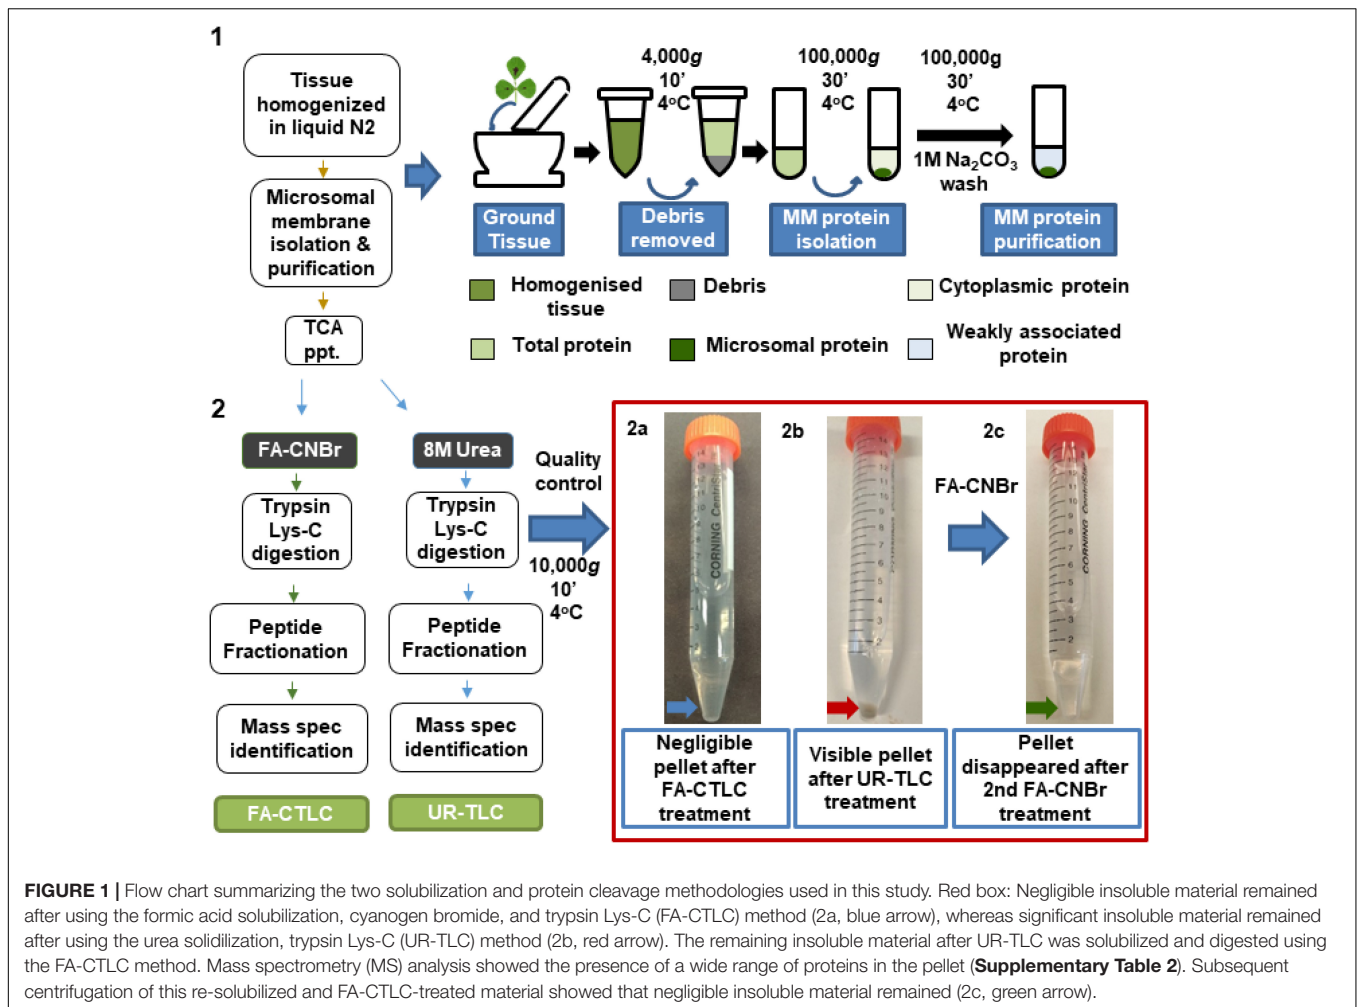 1
Tissue
homogenized
in liquid N2
Microsomal
membrane
isolation &
purification
TCA
ppt.
4,000g
10’
4°C
100,000g
30’
4°C
100,000g
30’
4°C
1M Na₂CO₃
wash
Ground
Tissue
Debris
removed
MM protein
isolation
MM protein
purification
Homogenised
tissue
Debris
Cytoplasmic protein
Total protein
Microsomal protein
Weakly associated
protein
2
FA-CNBr
Trypsin
Lys-C
digestion
Peptide
Fractionation
Mass spec
identification
FA-CTLC
8M Urea
Trypsin
Lys-C
digestion
Peptide
Fractionation
Mass spec
identification
UR-TLC
Quality
control
10,000g
10’
4°C
2a
CORNING
Negligible
pellet after
FA-CTLC
treatment
2b
Visible pellet
after UR-TLC
treatment
FA-CNBr
2c
CORNING
Pellet
disappeared after
2nd FA-CNBr
treatment
FIGURE 1 | Flow chart summarizing the two solubilization and protein cleavage methodologies used in this study. Red box: Negligible insoluble material remained
after using the formic acid solubilization, cyanogen bromide, and trypsin Lys-C (FA-CTLC) method (2a, blue arrow), whereas significant insoluble material remained
after using the urea solidilization, trypsin Lys-C (UR-TLC) method (2b, red arrow). The remaining insoluble material after UR-TLC was solubilized and digested using
the FA-CTLC method. Mass spectrometry (MS) analysis showed the presence of a wide range of proteins in the pellet (Supplementary Table 2). Subsequent
centrifugation of this re-solubilized and FA-CTLC-treated material showed that negligible insoluble material remained (2c, green arrow).